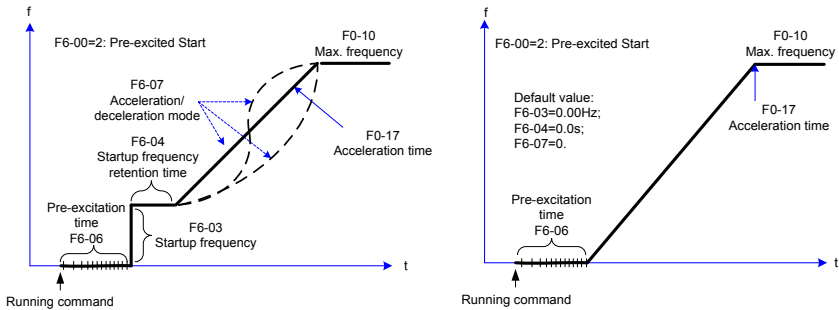 f
F6-00=2: Pre-excited Start
F0-10
Max. frequency
F6-07
Acceleration/
deceleration mode
F0-17
Acceleration time
F6-04
Startup frequency
retention time
Pre-excitation
time
F6-06
F6-03
Startup frequency
t
Running command
f
F6-00=2: Pre-excited Start
F0-10
Max. frequency
Default value:
F6-03=0.00Hz;
F6-04=0.0s;
F6-07=0.
F0-17
Acceleration time
Pre-excitation
time
F6-06
t
Running command